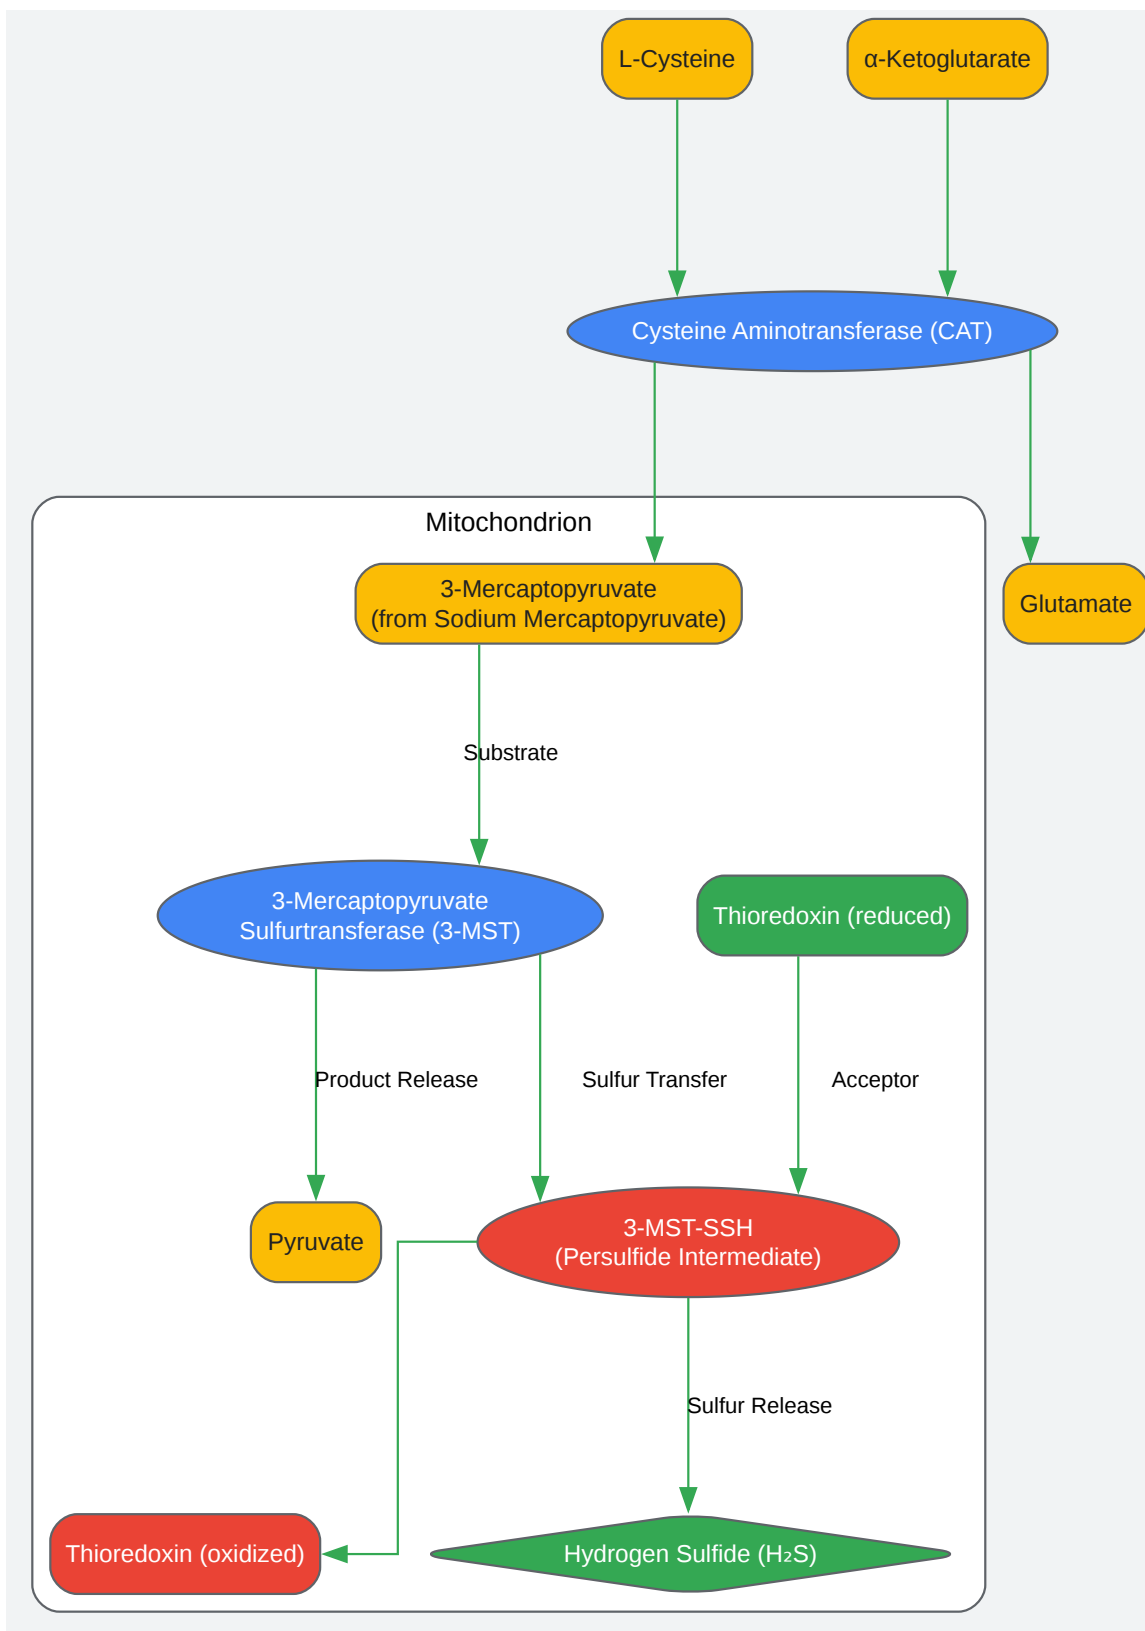 L-Cysteine
α-Ketoglutarate
Cysteine Aminotransferase (CAT)
Mitochondrion
3-Mercaptopyruvate
(from Sodium Mercaptopyruvate)
Glutamate
Substrate
3-Mercaptopyruvate
Sulfurtransferase (3-MST)
Thioredoxin (reduced)
Product Release
Sulfur Transfer
Acceptor
Pyruvate
3-MST-SSH
(Persulfide Intermediate)
Sulfur Release
Thioredoxin (oxidized)
Hydrogen Sulfide (H₂S)